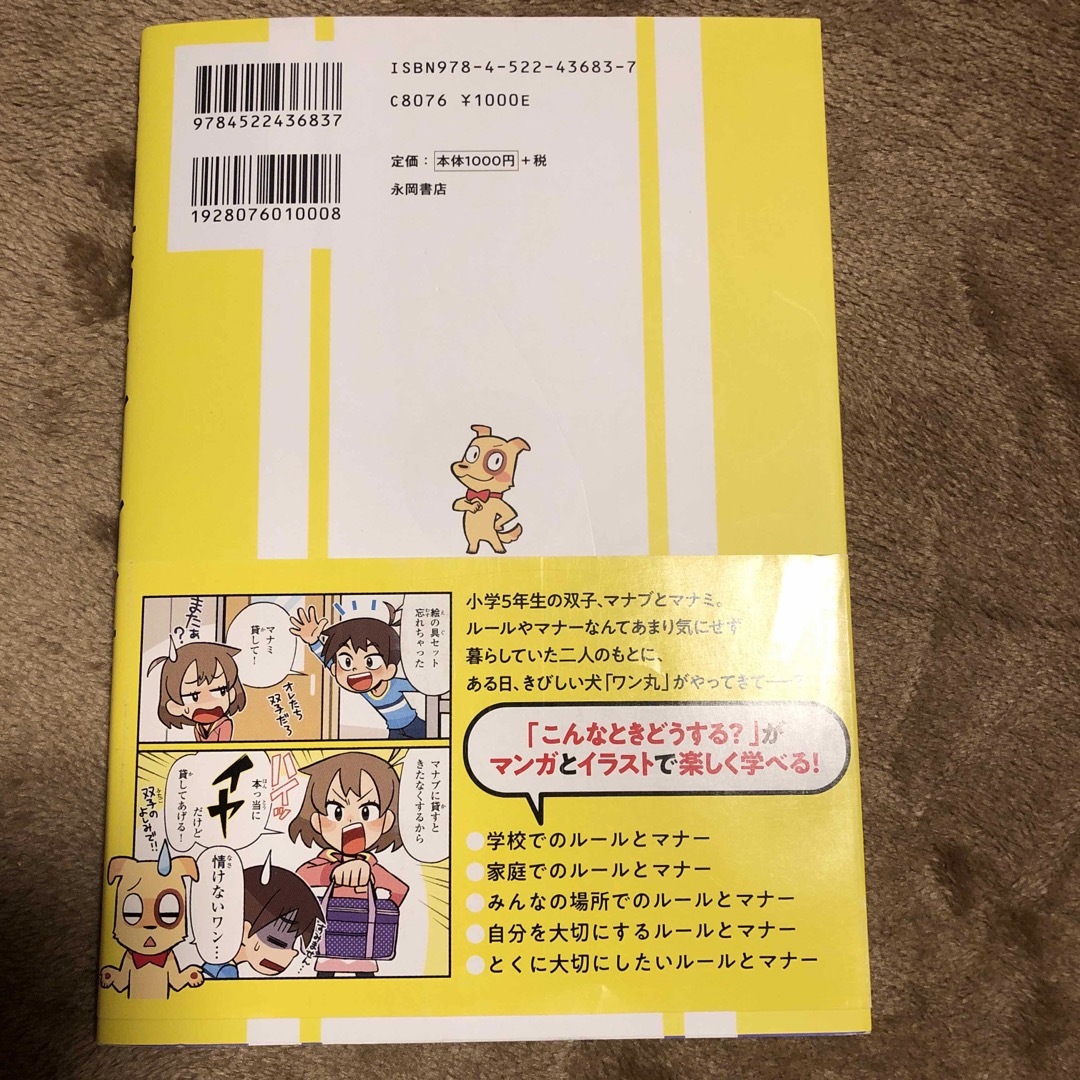 ISBN978-4-522-43683-7
C8076 ¥1000E
9784522436837
定価：本体1000円+税
永岡書店
1928076010008
小学5年生の双子、マナブとマナミ。
ルールやマナーなんてあまり気にせず
暮らしていた二人のもとに、
ある日、きびしい犬「ワン丸」がやってきて——?
「こんなときどうする?」が
マンガとイラストで楽しく学べる!
学校でのルールとマナー
家庭でのルールとマナー
みんなの場所でのルールとマナー
自分を大切にするルールとマナー
とくに大切にしたいルールとマナー
絵の具セット
忘れちゃった
マナミ
貸して!
オレたち
双子だろ
またぁ
?
マナブに貸すと
きたなくするから
ハイッ
本っ当に
イヤ
だけど
貸してあげる!
双子の
よしみで!!
情けないワン…